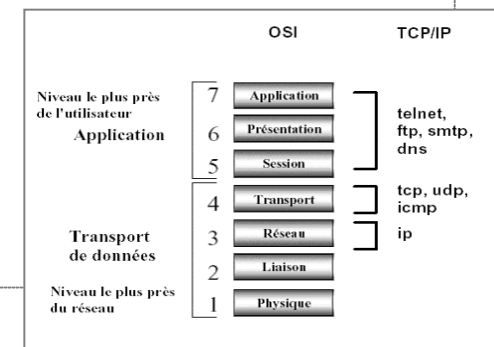 OSI
TCP/IP
Niveau le plus près
de l'utilisateur
Application
7
Application
6
Présentation
5
Session
telnet,
ftp, smtp,
dns
4
Transport
tcp, udp,
icmp
Transport
de données
3
Réseau
ip
2
Liaison
Niveau le plus près
du réseau
1
Physique